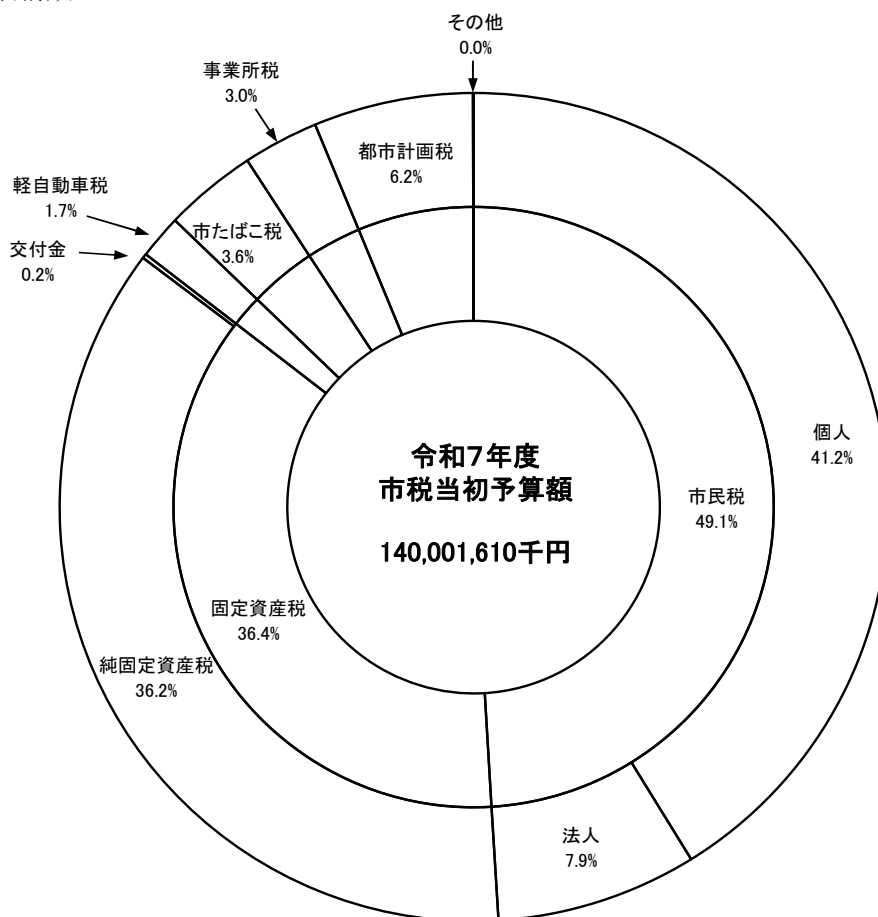 その他
0.0%
事業所税
3.0%
都市計画税
6.2%
軽自動車税
1.7%
市たばこ税
3.6%
交付金
0.2%
個人
41.2%
令和7年度
市税当初予算額
140,001,610千円
市民税
49.1%
固定資産税
36.4%
純固定資産税
36.2%
法人
7.9%